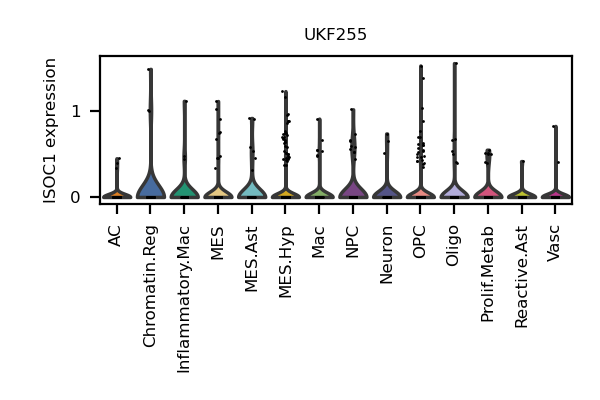 UKF255
ISOC1 expression
1
0
AC
Chromatin.Reg
Inflammatory.Mac
MES
MES.Ast
MES.Hyp
Mac
NPC
Neuron
OPC
Oligo
Prolif.Metab
Reactive.Ast
Vasc